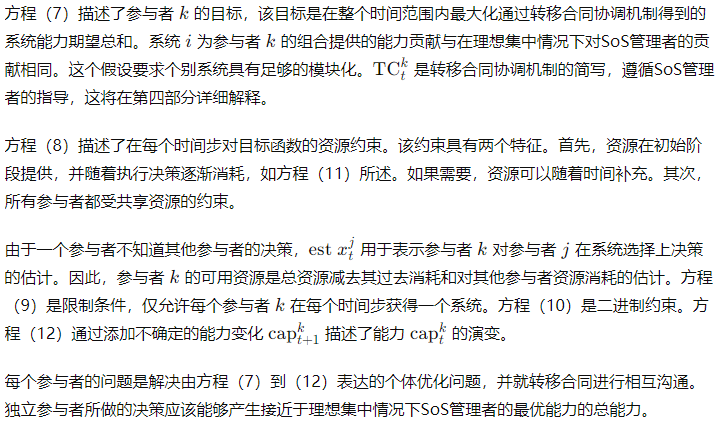 方程（7）描述了参与者 k 的目标，该目标是在整个时间范围内最大化通过转移合同协调机制得到的
系统能力期望总和。系统 i 为参与者 k 的组合提供的能力贡献与在理想集中情况下对SoS管理者的贡
献相同。这个假设要求个别系统具有足够的模块化。TC_t^k 是转移合同协调机制的简写，遵循SoS管理
者的指导，这将在第四部分详细解释。
方程（8）描述了在每个时间步对目标函数的资源约束。该约束具有两个特征。首先，资源在初始阶
段提供，并随着执行决策逐渐消耗，如方程（11）所述。如果需要，资源可以随着时间补充。其次，
所有参与者都受共享资源的约束。
由于一个参与者不知道其他参与者的决策，est x_t^j 用于表示参与者 k 对参与者 j 在系统选择上决策
的估计。因此，参与者 k 的可用资源是总资源减去其过去消耗和对其他参与者资源消耗的估计。方程
（9）是限制条件，仅允许每个参与者 k 在每个时间步获得一个系统。方程（10）是二进制约束。方
程（12）通过添加不确定的能力变化 cap_{t+1}^k 描述了能力 cap_t^k 的演变。
每个参与者的问题是解决由方程（7）到（12）表达的个体优化问题，并就转移合同进行相互沟通。
独立参与者所做的决策应该能够产生接近于理想集中情况下SoS管理者的最优能力的总能力。